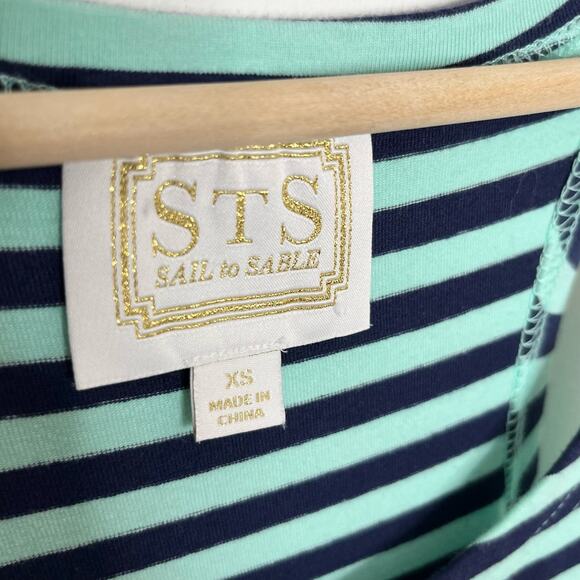 STS
SAIL to SABLE
XS
MADE IN
CHINA